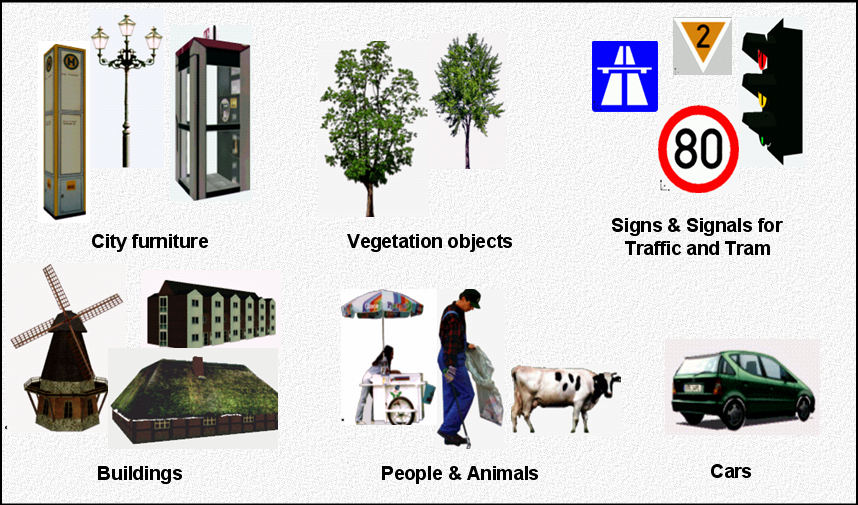 H
2
80
City furniture
Vegetation objects
Signs & Signals for
Traffic and Tram
Buildings
People & Animals
Cars